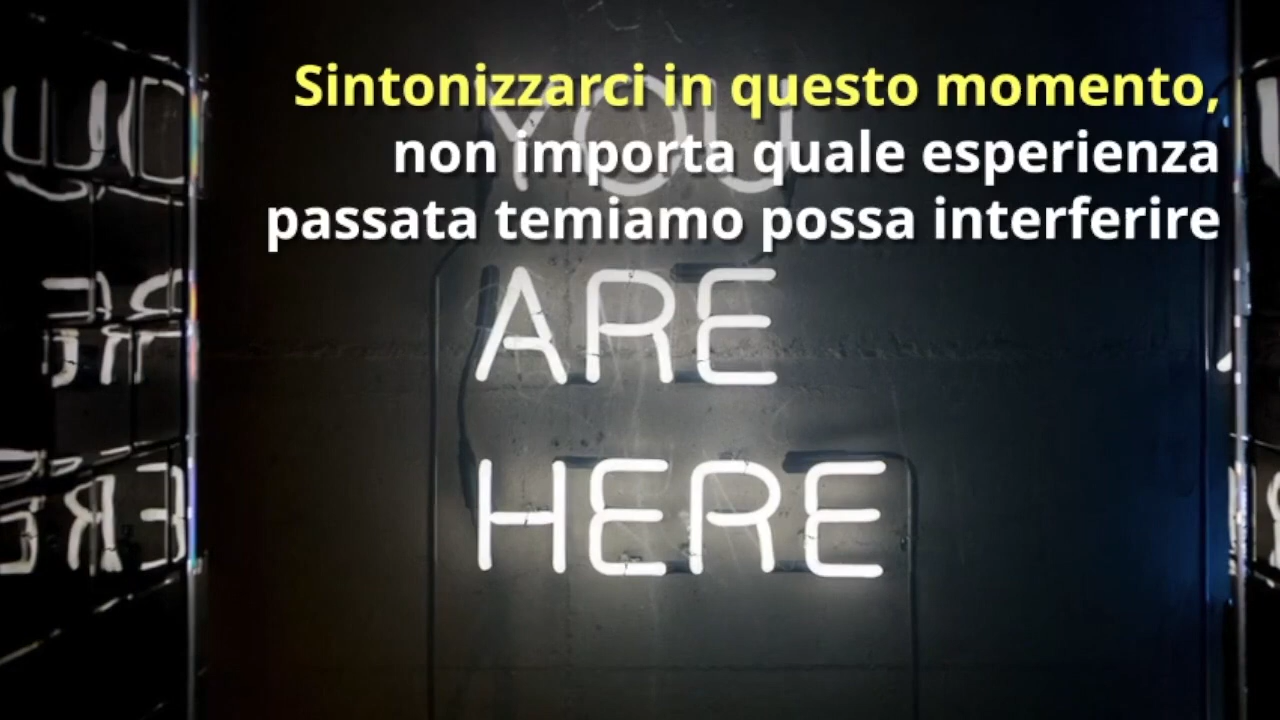 Sintonizzarci in questo momento,
non importa quale esperienza
passata temiamo possa interferire
YOU
ARE
HERE